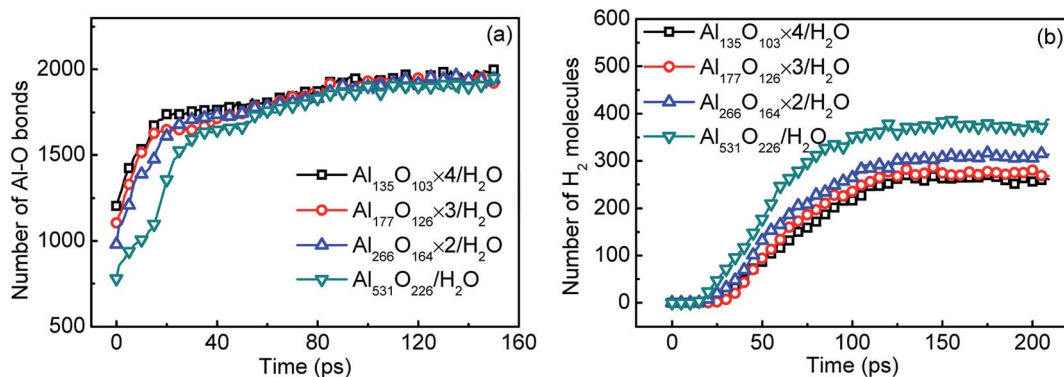 (a)
Number of Al-O bonds
2000
1500
1000
500
0
40
80
120
160
Time (ps)
Al₁₃₅O₁₀₃×4/H₂O
Al₁₇₇O₁₂₆×3/H₂O
Al₂₆₆O₁₆₄×2/H₂O
Al₅₃₁O₂₂₆/H₂O
(b)
Number of H₂ molecules
600
500
400
300
200
100
0
0
50
100
150
200
Time (ps)
Al₁₃₅O₁₀₃×4/H₂O
Al₁₇₇O₁₂₆×3/H₂O
Al₂₆₆O₁₆₄×2/H₂O
Al₅₃₁O₂₂₆/H₂O